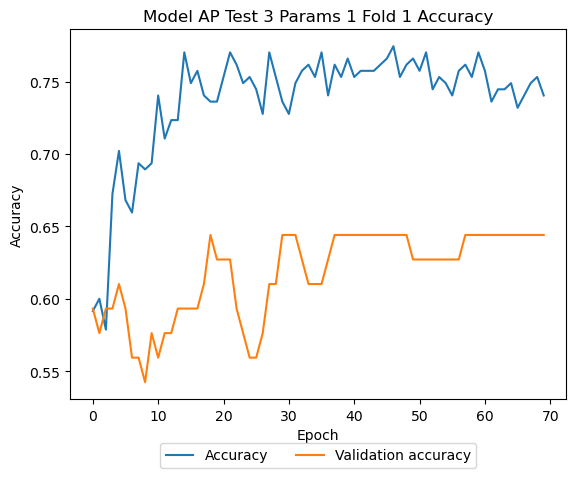 Model AP Test 3 Params 1 Fold 1 Accuracy
0.75
0.70
0.65
0.60
0.55
Accuracy
0 10 20 30 40 50 60 70
Epoch
Accuracy Validation accuracy